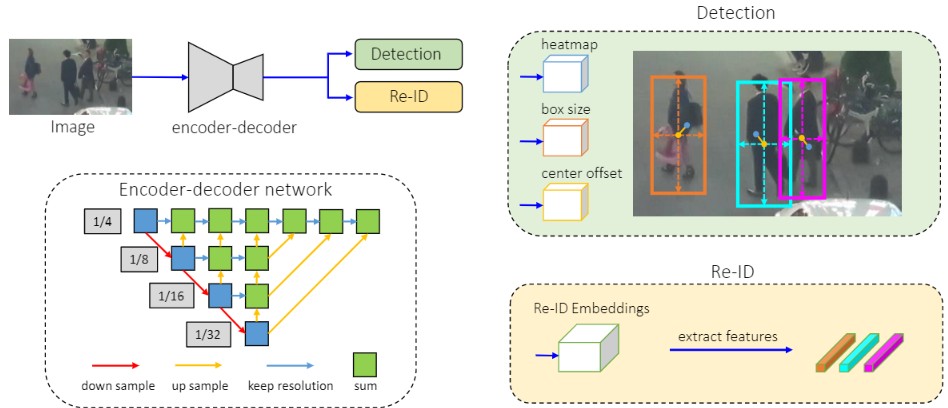 Image
encoder-decoder
Detection
Re-ID
Encoder-decoder network
1/4
1/8
1/16
1/32
down sample
up sample
keep resolution
sum
Detection
heatmap
box size
center offset
Re-ID
Re-ID Embeddings
extract features